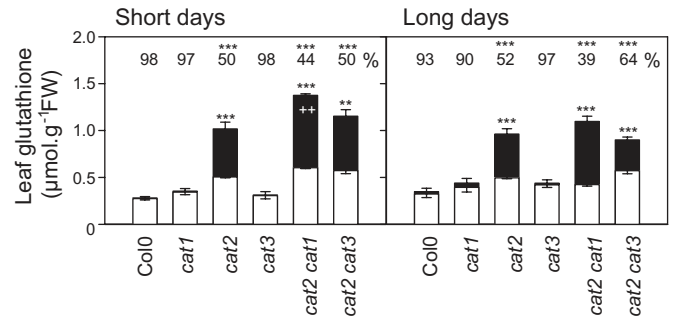 Short days Long days
2.0
*** *** *** *** *** ***
98 97 50 98 44 50 % 93 90 52 97 39 64 %
1.5
***
++
**
***
***
***
***
1.0
0.5
0
Leaf glutathione
(µmol.g-1FW)
Col0 cat1 cat2 cat3 cat2 cat1 cat2 cat3 Col0 cat1 cat2 cat3 cat2 cat1 cat2 cat3